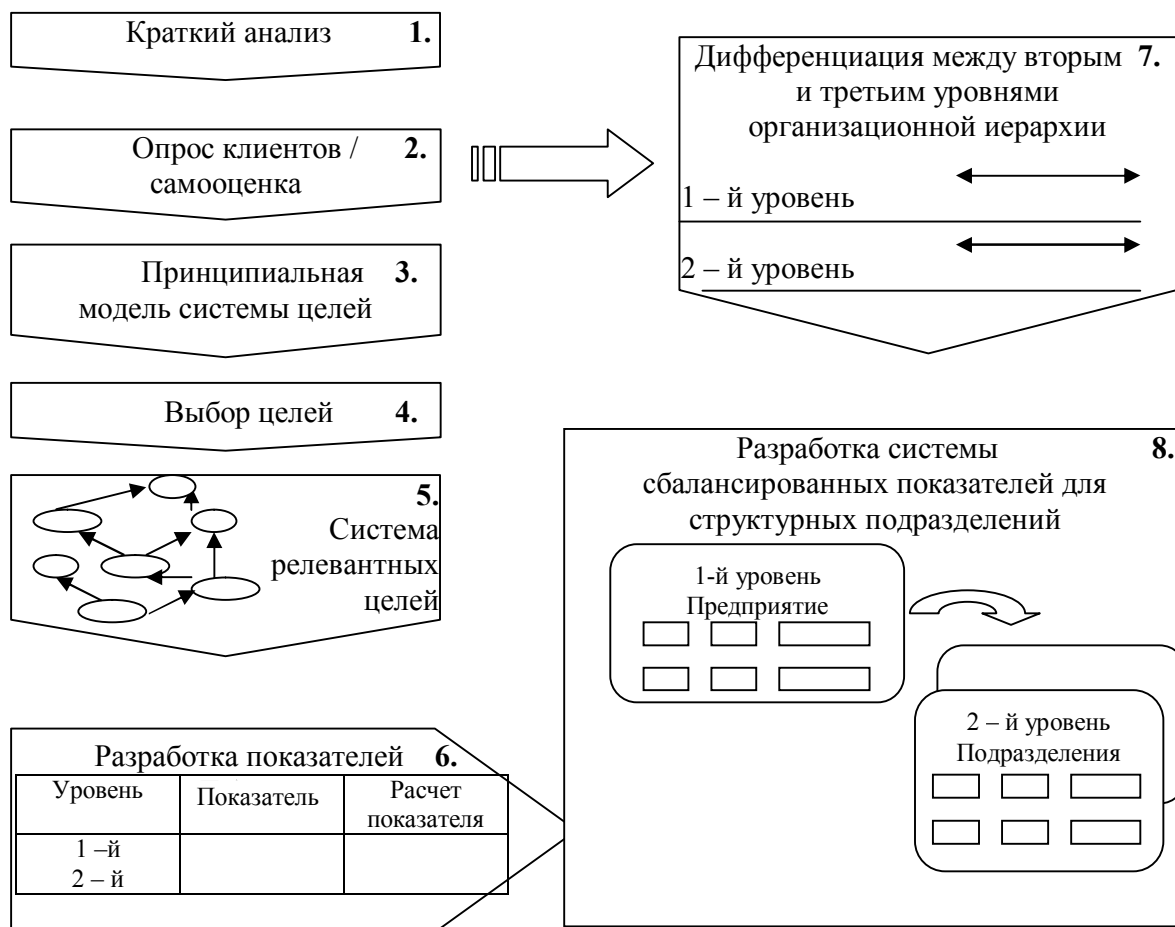 Краткий анализ 1.
Опрос клиентов / 2.
самооценка
Принципиальная 3.
модель системы целей
Выбор целей 4.
5.
Система
релевантных
целей
Разработка показателей 6.
Уровень Показатель Расчет
показателя
1 –й
2 – й
Дифференциация между вторым 7.
и третьим уровнями
организационной иерархии
1 – й уровень
2 – й уровень
Разработка системы 8.
сбалансированных показателей для
структурных подразделений
1-й уровень
Предприятие
2 – й уровень
Подразделения